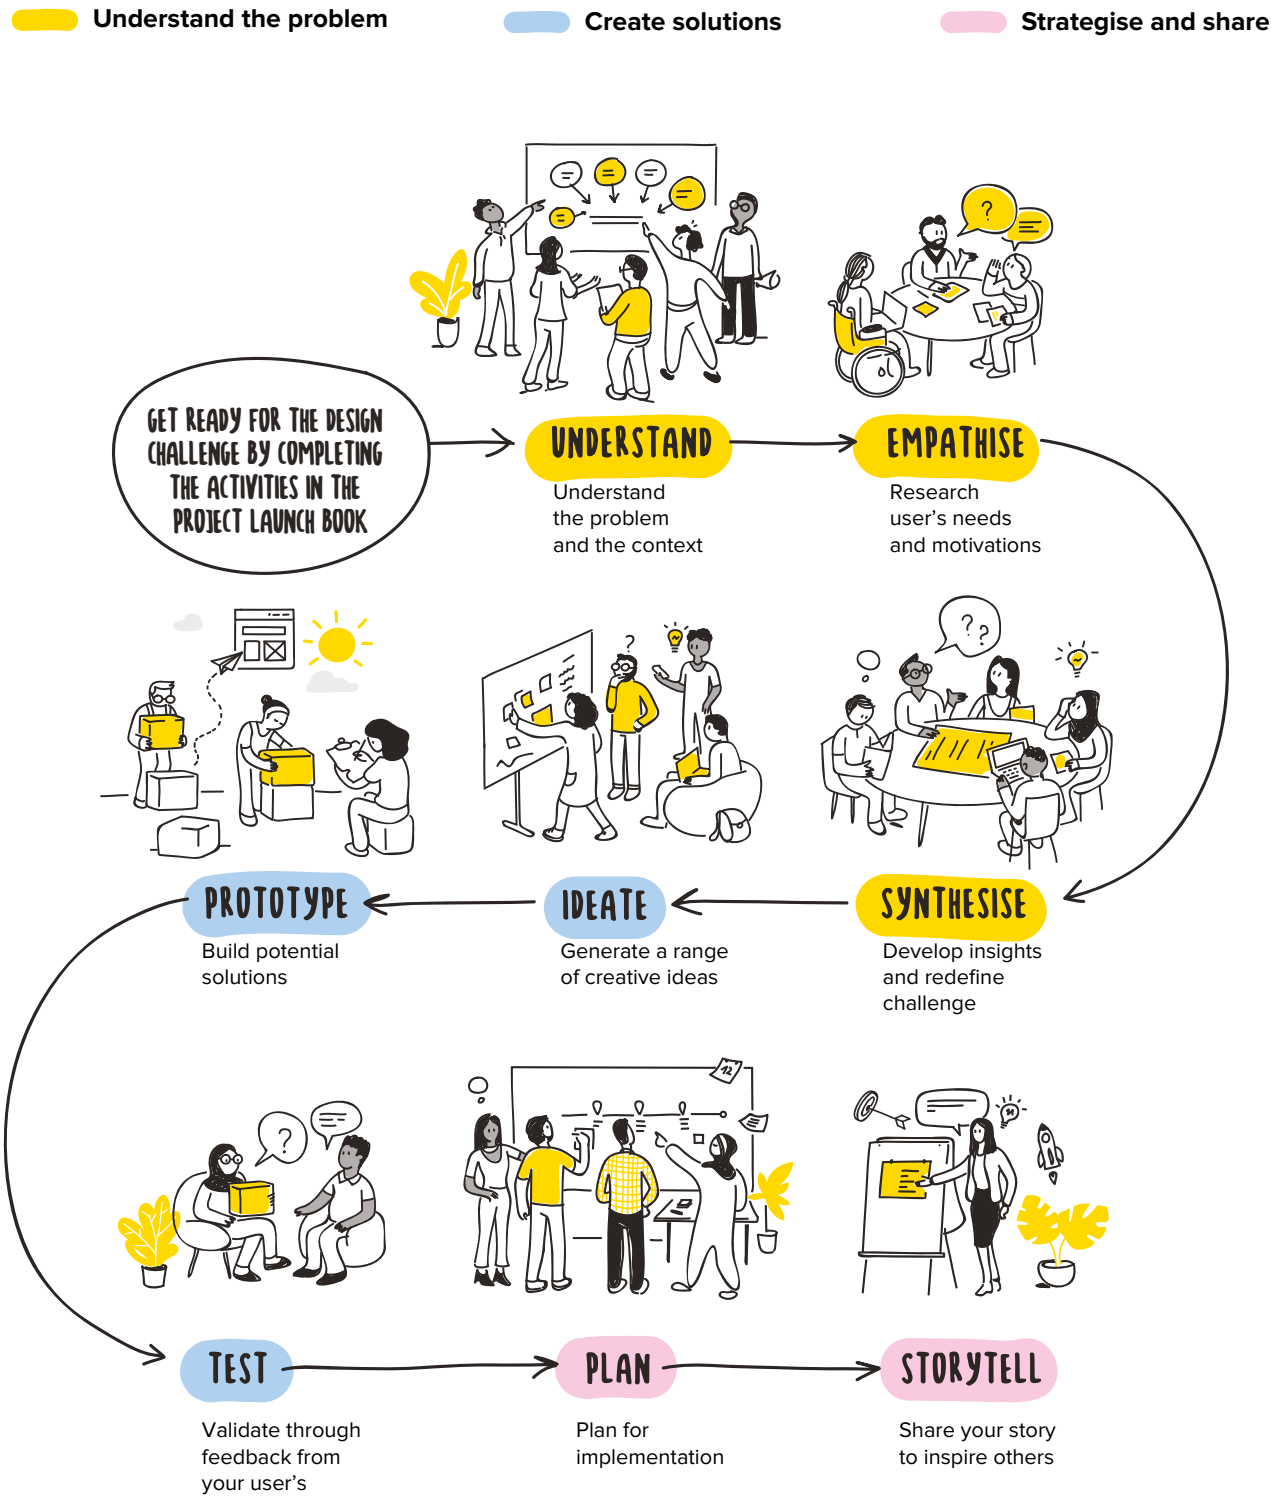 Understand the problem
Create solutions
Strategise and share
GET READY FOR THE DESIGN
CHALLENGE BY COMPLETING
THE ACTIVITIES IN THE
PROJECT LAUNCH BOOK
UNDERSTAND
Understand
the problem
and the context
EMPATHISE
Research
user's needs
and motivations
SYNTHESISE
Develop insights
and redefine
challenge
IDEATE
Generate a range
of creative ideas
PROTOTYPE
Build potential
solutions
TEST
Validate through
feedback from
your user's
PLAN
Plan for
implementation
STORYTELL
Share your story
to inspire others
?
? ?
?
?
12